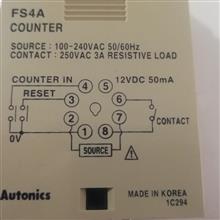 FS4A
COUNTER
SOURCE : 100-240VAC 50/60Hz
CONTACT : 250VAC 3A RESISTIVE LOAD
COUNTER IN
12VDC 50mA
RESET
4 5
3 6
2 7
1 8
CONTACT
0V
SOURCE
Autonics
MADE IN KOREA
1C294